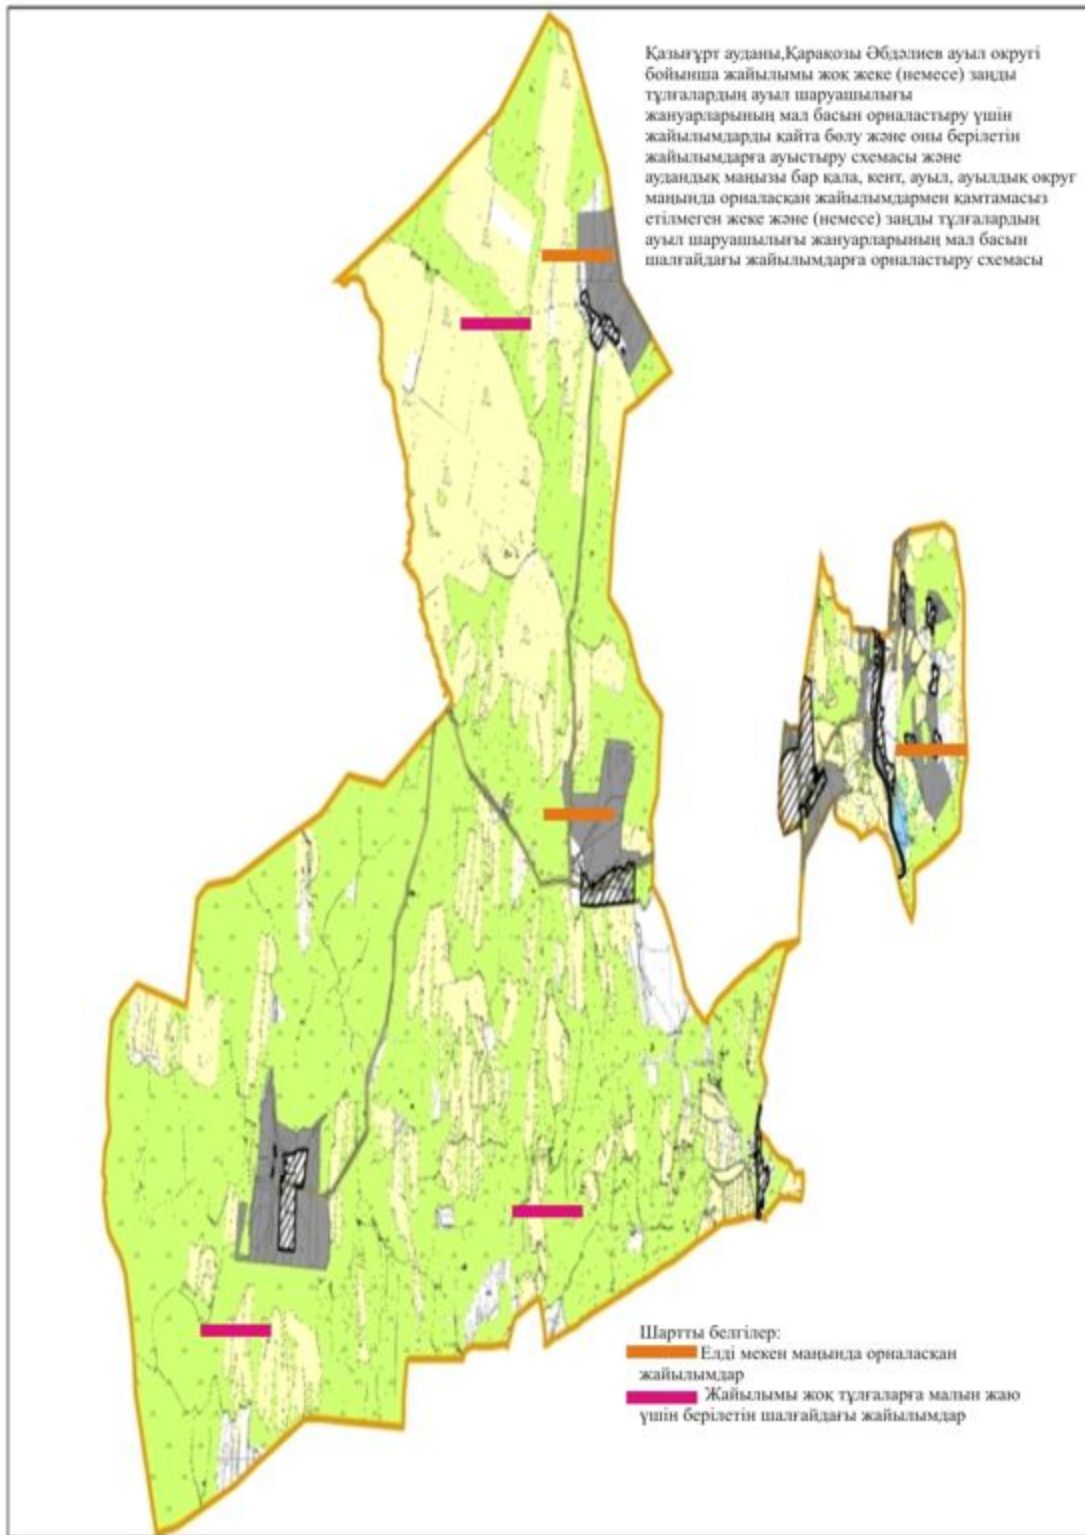 Қазығұрт ауданы,Қарақозы Әбдәлиев ауыл округі
бойынша жайылымы жоқ жеке (немесе) заңды
тұлғалардың ауыл шаруашылығы
жануарларының мал басын орналастыру үшін
жайылымдарды қайта бөлу және оны берілетін
жайылымдарға ауыстыру схемасы және
аудандық маңызы бар қала, кент, ауыл, ауылдық округ
маңында орналасқан жайылымдармен қамтамасыз
етілмеген жеке және (немесе) заңды тұлғалардың
ауыл шаруашылығы жануарларының мал басын
шалғайдағы жайылымдарға орналастыру схемасы
Шартты белгілер:
Елді мекен маңында орналасқан
жайылымдар
Жайылымы жоқ тұлғаларға малын жаю
үшін берілетін шалғайдағы жайылымдар